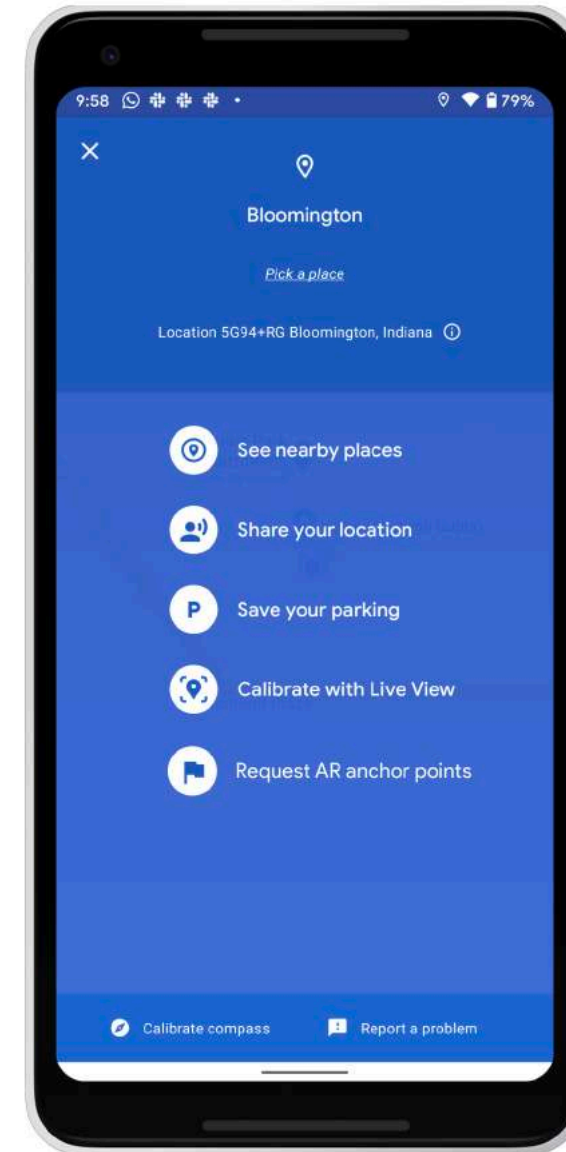 9:58 79%
Bloomington
Pick a place
Location 5G94+RG Bloomington, Indiana
See nearby places
Share your location
P Save your parking
Calibrate with Live View
Request AR anchor points
Calibrate compass Report a problem